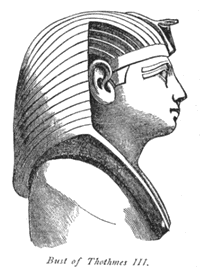 Bust of Thothmes III.